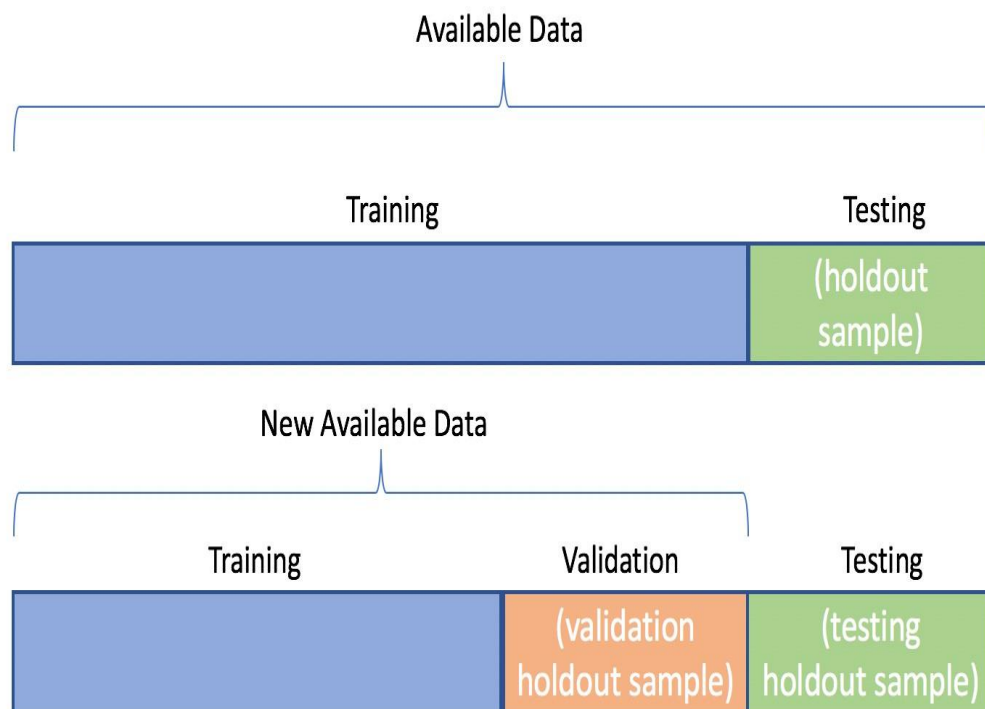 Available Data
Training
Testing
(holdout
sample)
New Available Data
Training
Validation
Testing
(validation
holdout sample)
(testing
holdout sample)